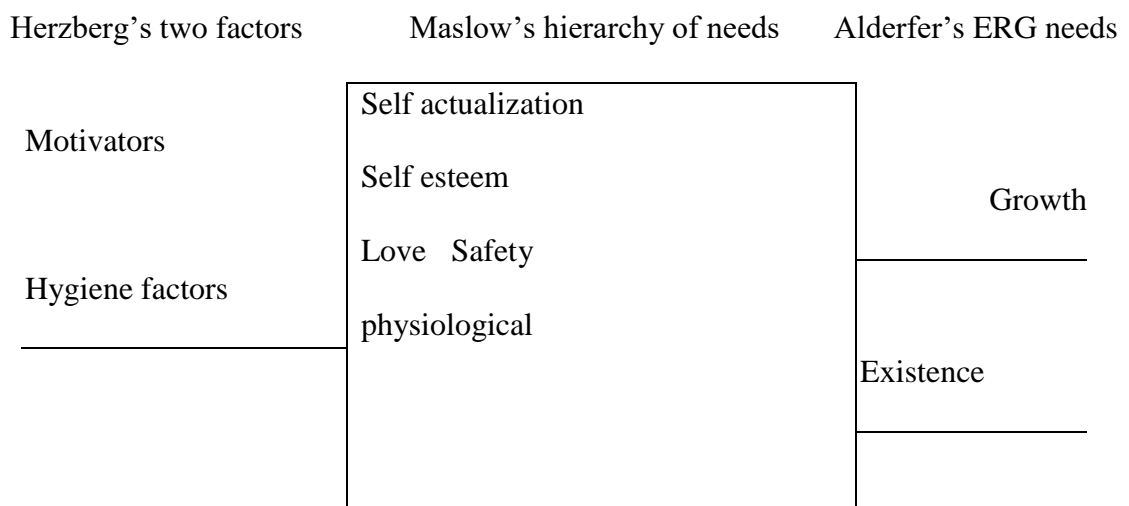 Herzberg’s two factors Maslow’s hierarchy of needs Alderfer’s ERG needs
Self actualization
Motivators
Self esteem
Growth
Love Safety
Hygiene factors
physiological
Existence